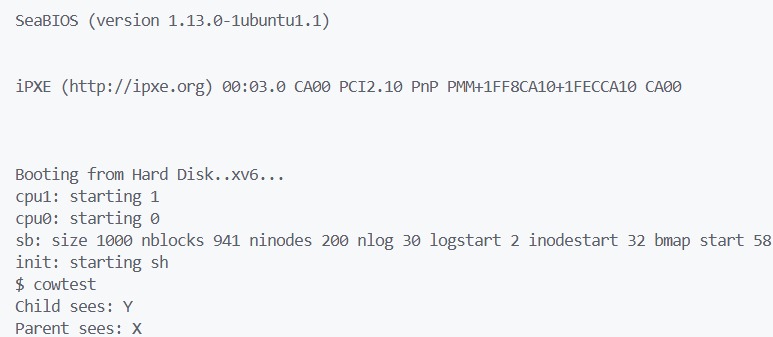 SeaBIOS (version 1.13.0-1ubuntu1.1)
iPXE (http://ipxe.org) 00:03.0 CA00 PCI2.10 PnP PMM+1FF8CA10+1FECCA10 CA00
Booting from Hard Disk..xv6...
cpu1: starting 1
cpu0: starting 0
sb: size 1000 nblocks 941 ninodes 200 nlog 30 logstart 2 inodestart 32 bmap start 58
init: starting sh
$ cowtest
Child sees: Y
Parent sees: X